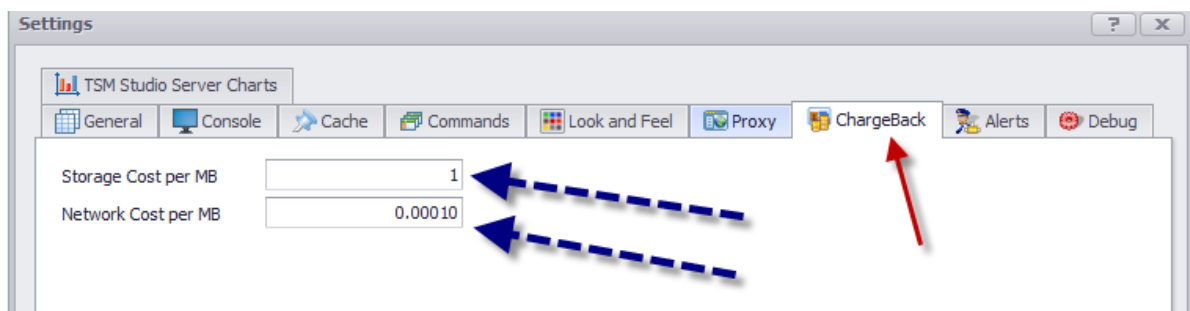 Settings ? X
TSM Studio Server Charts
General Console Cache Commands Look and Feel Proxy ChargeBack Alerts Debug
Storage Cost per MB 1
Network Cost per MB 0.00010